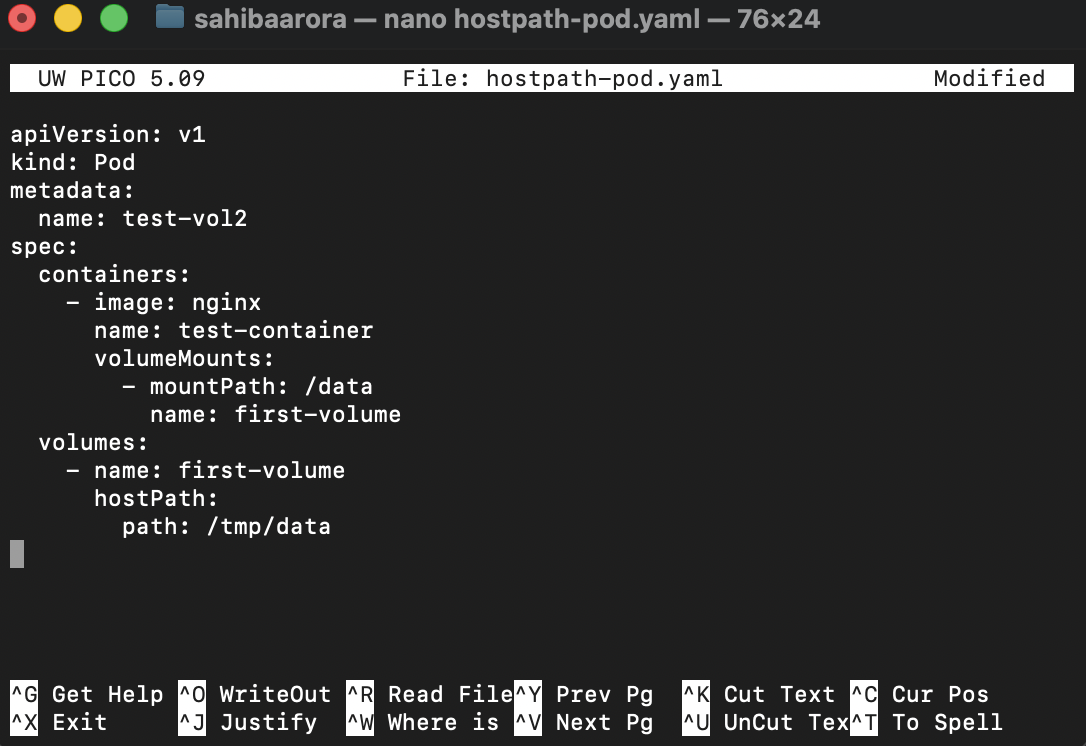 sahibaarora — nano hostpath-pod.yaml — 76×24
UW PICO 5.09 File: hostpath-pod.yaml Modified
apiVersion: v1
kind: Pod
metadata:
  name: test-vol2
spec:
  containers:
    - image: nginx
      name: test-container
      volumeMounts:
        - mountPath: /data
          name: first-volume
  volumes:
    - name: first-volume
      hostPath:
        path: /tmp/data
^G Get Help ^O WriteOut ^R Read File ^Y Prev Pg ^K Cut Text ^C Cur Pos
^X Exit ^J Justify ^W Where is ^V Next Pg ^U UnCut Tex ^T To Spell